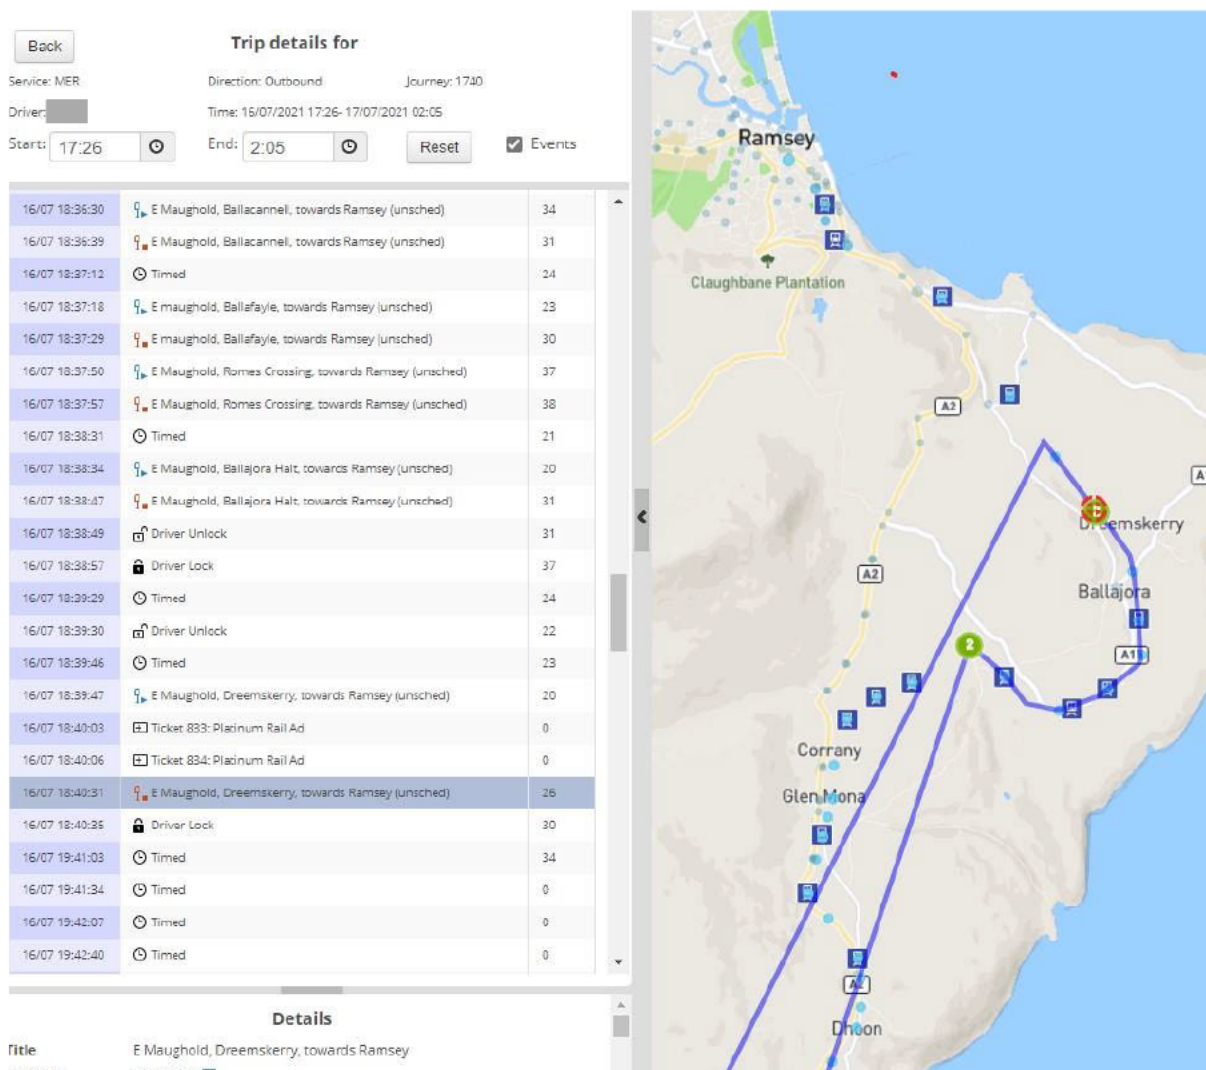 Back
Trip details for
Service: MER Direction: Outbound Journey: 1740
Driver: Time: 16/07/2021 17:26- 17/07/2021 02:05
Start: 17:26 End: 2:05 Reset Events
16/07 18:36:30 E Maughold, Ballacannell, towards Ramsey (unsched) 34
16/07 18:36:39 E Maughold, Ballacannell, towards Ramsey (unsched) 31
16/07 18:37:12 Timed 24
16/07 18:37:18 E maughold, Ballafayle, towards Ramsey (unsched) 23
16/07 18:37:29 E maughold, Ballafayle, towards Ramsey (unsched) 30
16/07 18:37:50 E Maughold, Romes Crossing, towards Ramsey (unsched) 37
16/07 18:37:57 E Maughold, Romes Crossing, towards Ramsey (unsched) 38
16/07 18:38:31 Timed 21
16/07 18:38:34 E Maughold, Ballajora Halt, towards Ramsey (unsched) 20
16/07 18:38:47 E Maughold, Ballajora Halt, towards Ramsey (unsched) 31
16/07 18:38:49 Driver Unlock 31
16/07 18:38:57 Driver Lock 37
16/07 18:39:29 Timed 24
16/07 18:39:30 Driver Unlock 22
16/07 18:39:46 Timed 23
16/07 18:39:47 E Maughold, Dreemskerry, towards Ramsey (unsched) 20
16/07 18:40:03 Ticket 833: Platinum Rail Ad 0
16/07 18:40:06 Ticket 834: Platinum Rail Ad 0
16/07 18:40:31 E Maughold, Dreemskerry, towards Ramsey (unsched) 26
16/07 18:40:35 Driver Lock 30
16/07 19:41:03 Timed 34
16/07 19:41:34 Timed 0
16/07 19:42:07 Timed 0
16/07 19:42:40 Timed 0
Details
Title E Maughold, Dreemskerry, towards Ramsey
Ramsey
Claughbane Plantation
A2
Dreemskerry
A2
Ballajora
2
A15
Corrany
Glen Mona
A2
Dhoon